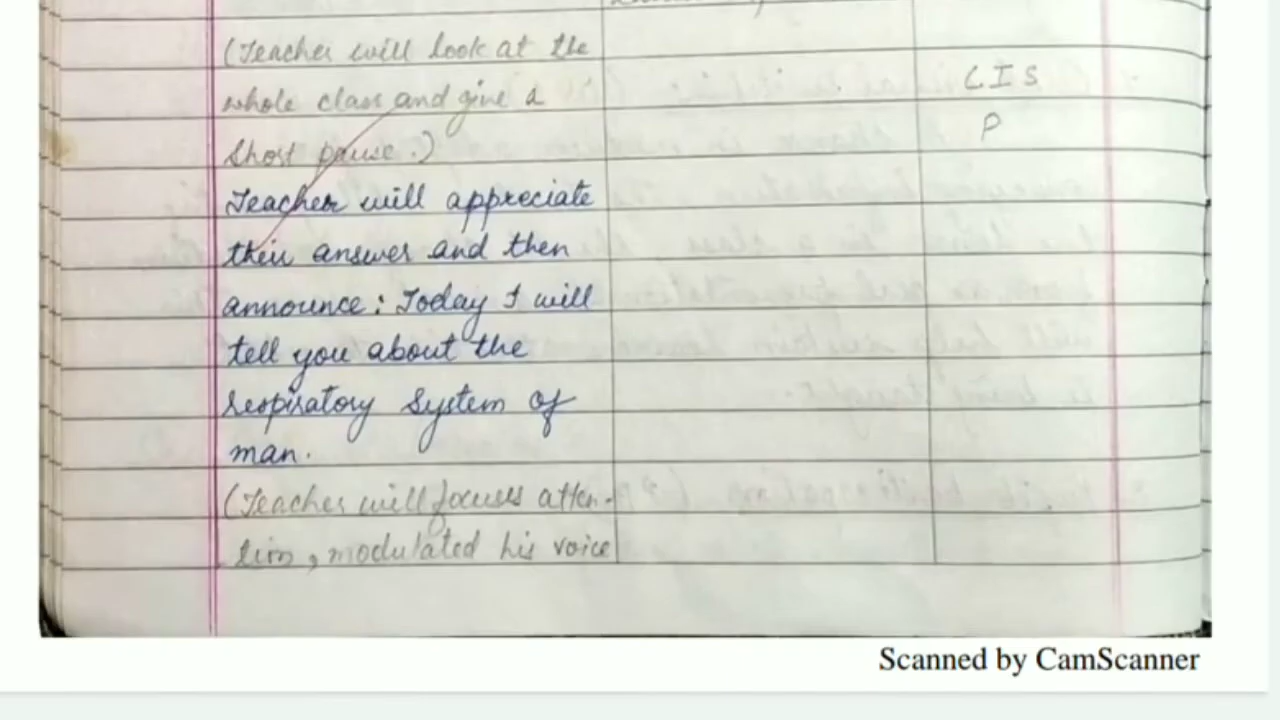 (Teacher will look at the
whole class and give a
CIS
short pause.)
P
Teacher will appreciate
their answer and then
announce: Today I will
tell you about the
respiratory system of
man.
(Teacher will focuses atten-
tion, modulated his voice
Scanned by CamScanner